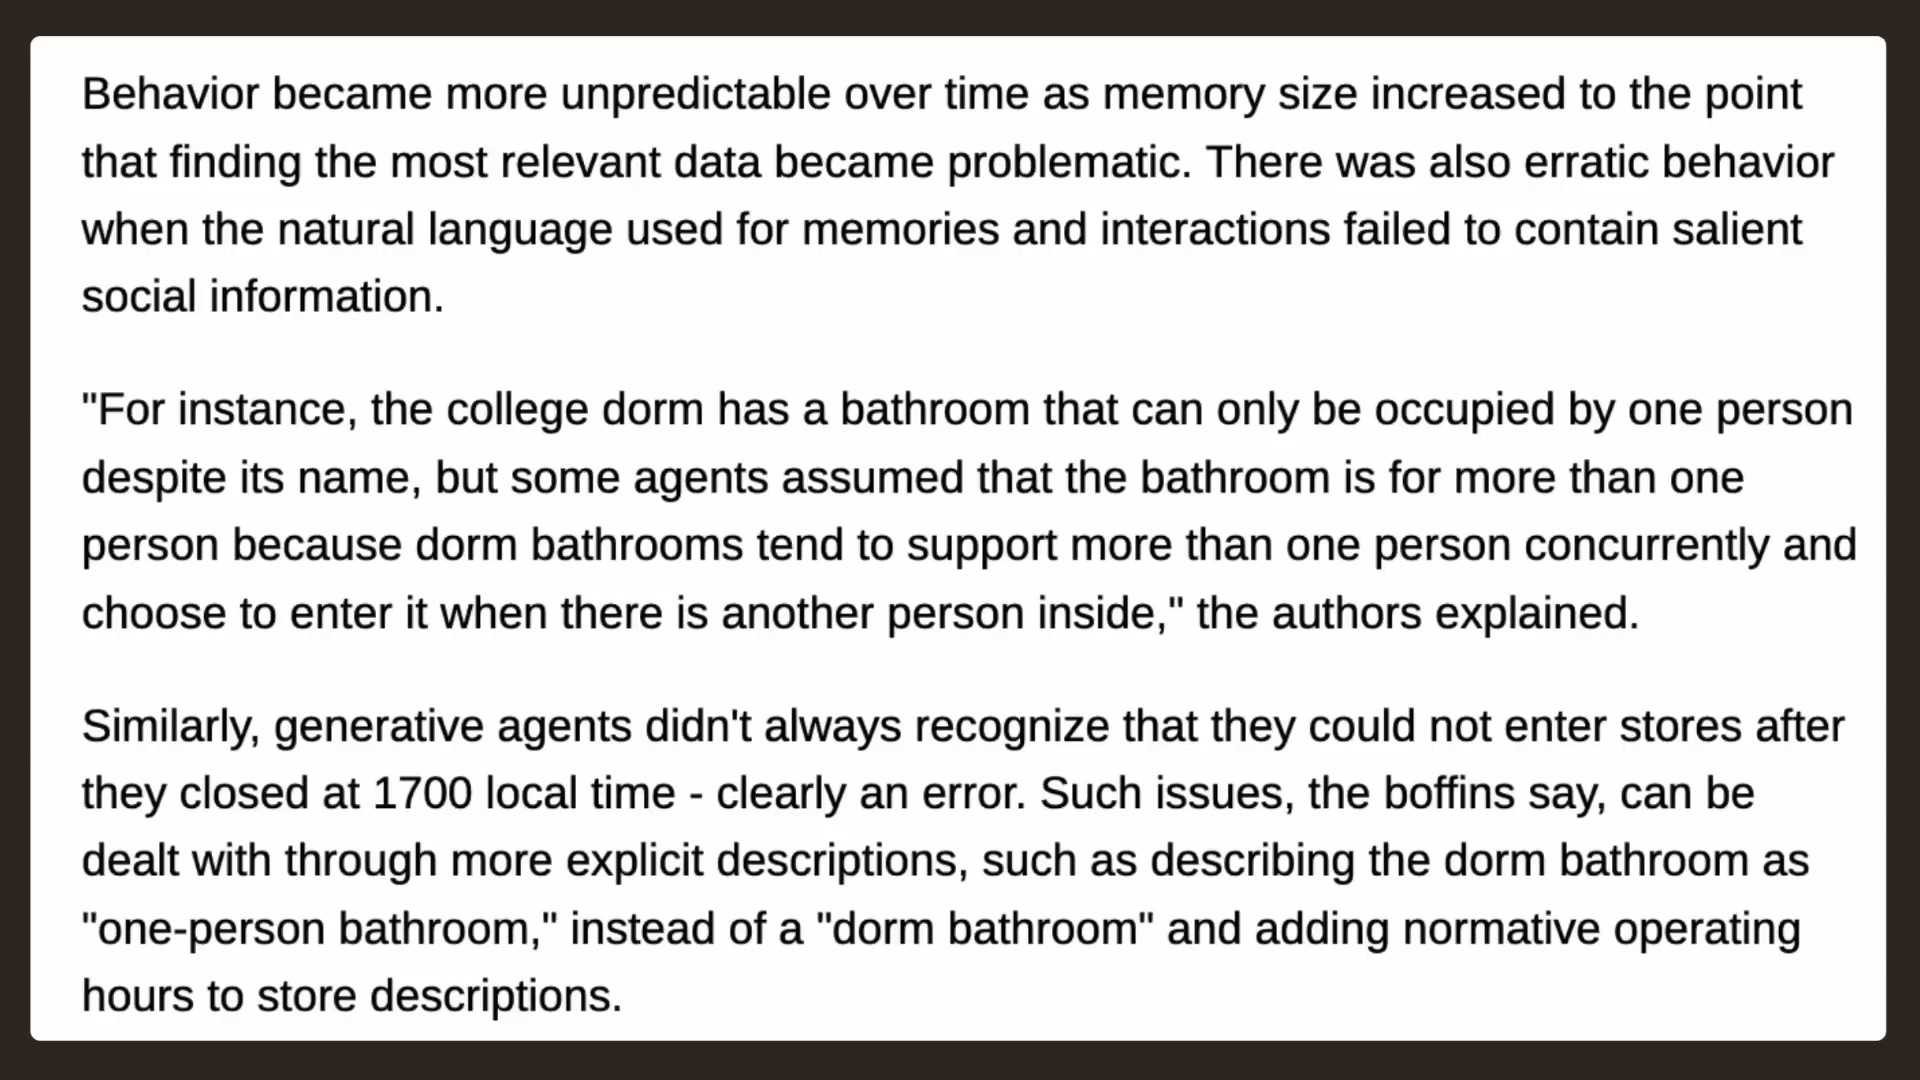 Behavior became more unpredictable over time as memory size increased to the point
that finding the most relevant data became problematic. There was also erratic behavior
when the natural language used for memories and interactions failed to contain salient
social information.
"For instance, the college dorm has a bathroom that can only be occupied by one person
despite its name, but some agents assumed that the bathroom is for more than one
person because dorm bathrooms tend to support more than one person concurrently and
choose to enter it when there is another person inside," the authors explained.
Similarly, generative agents didn't always recognize that they could not enter stores after
they closed at 1700 local time - clearly an error. Such issues, the boffins say, can be
dealt with through more explicit descriptions, such as describing the dorm bathroom as
"one-person bathroom," instead of a "dorm bathroom" and adding normative operating
hours to store descriptions.